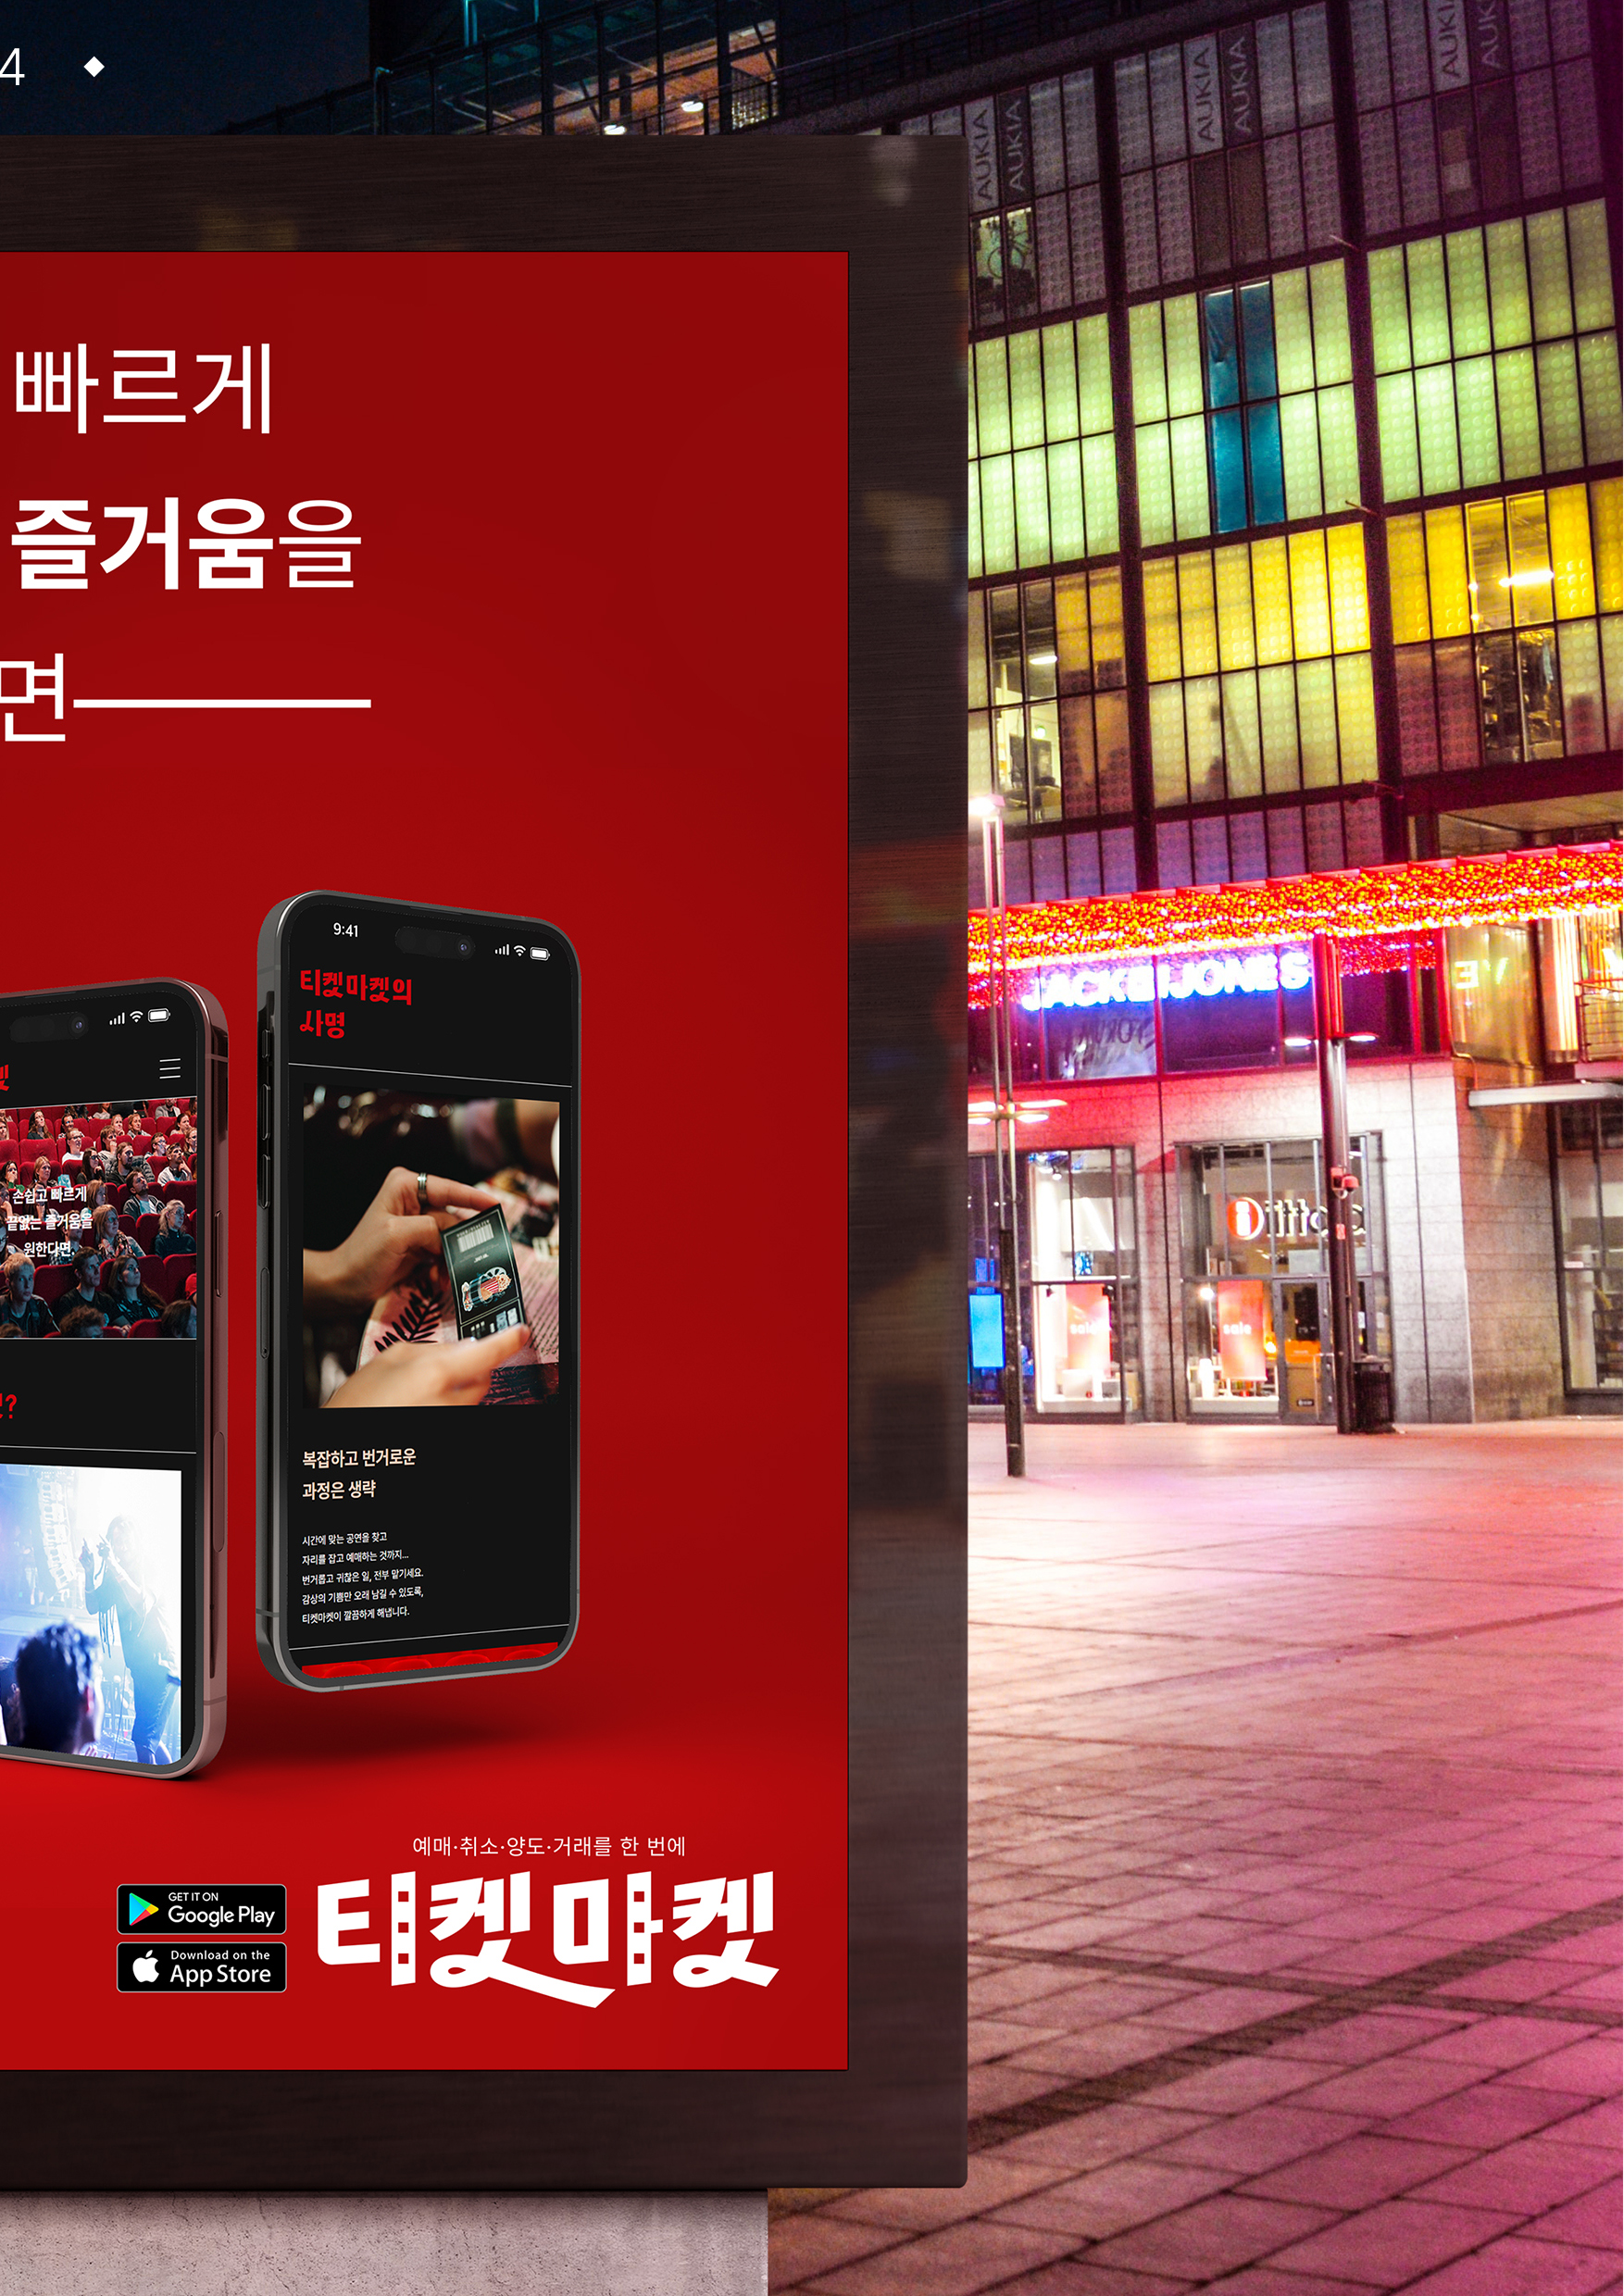 4
AUKIA
AUKIA
AUKIA
AUKIA
AUKIA
AUKIA
빠르게
즐거움을
면
9:41
티켓마켓의
사명
켓
손쉽고 빠르게
끝없는 즐거움을
원한다면,
?
복잡하고 번거로운
과정은 생략
시간에 맞는 공연을 찾고
자리를 잡고 예매하는 것까지...
번거롭고 귀찮은 일, 전부 맡기세요.
감상의 기쁨만 오래 남길 수 있도록,
티켓마켓이 깔끔하게 해냅니다.
예매·취소·양도·거래를 한 번에
티켓마켓
GET IT ON
Google Play
Download on the
App Store
JACK & JONES
sale
sale